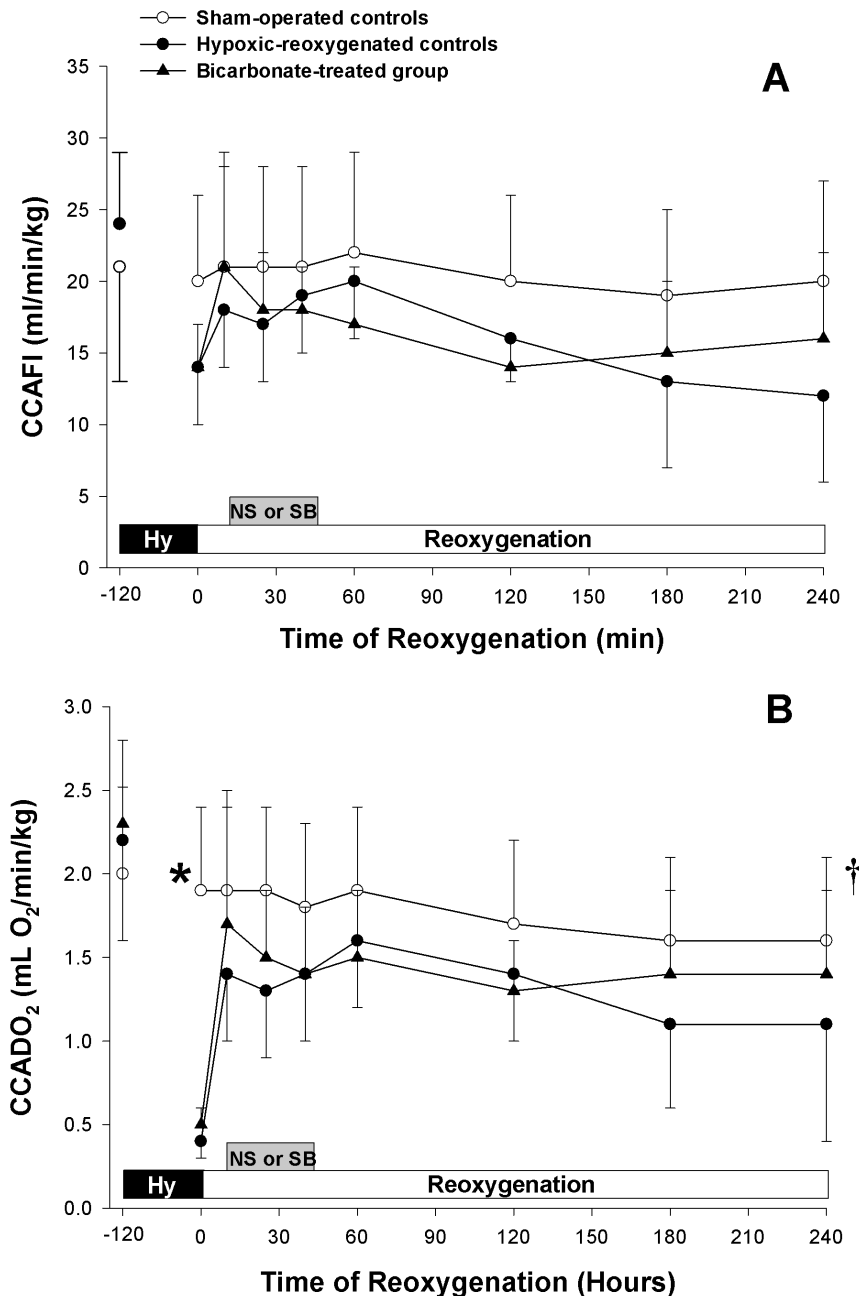 Sham-operated controls
Hypoxic-reoxygenated controls
Bicarbonate-treated group
A
35
30
25
20
15
10
5
0
CCAFI (ml/min/kg)
NS or SB
Hy
Reoxygenation
-120 0 30 60 90 120 150 180 210 240
Time of Reoxygenation (min)
B
3.0
2.5
2.0
1.5
1.0
0.5
0.0
CCADO₂ (mL O₂/min/kg)
*
†
NS or SB
Hy
Reoxygenation
-120 0 30 60 90 120 150 180 210 240
Time of Reoxygenation (Hours)